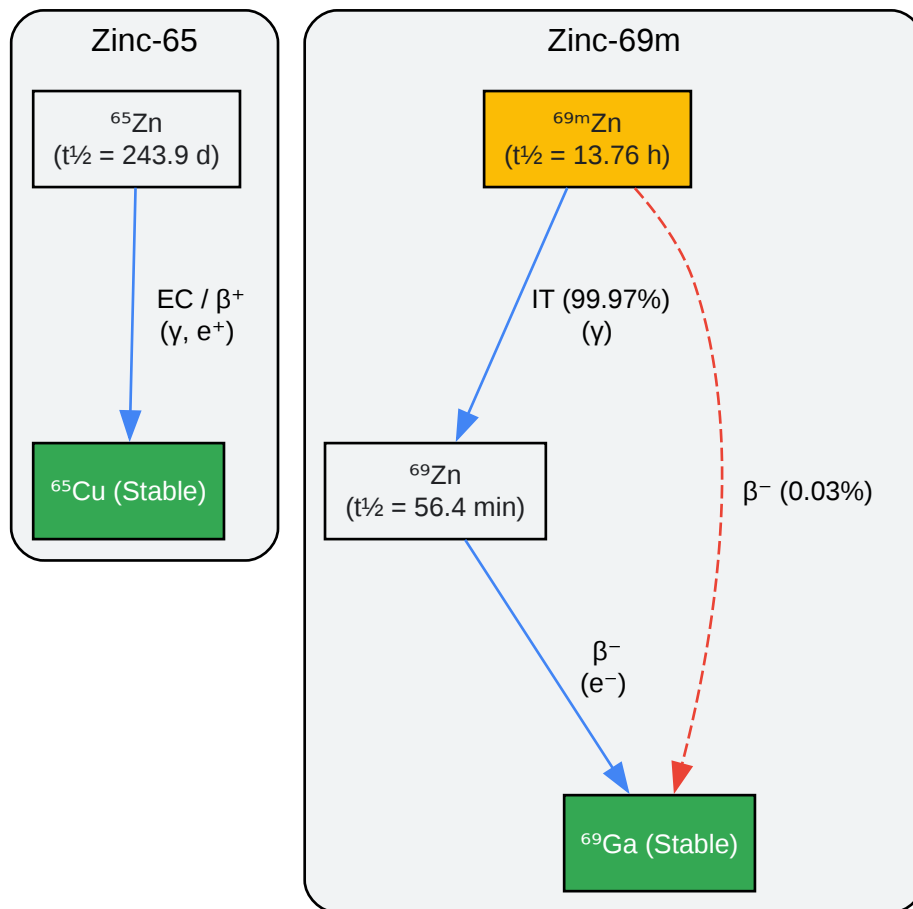 Zinc-65
⁶⁵Zn
(t½ = 243.9 d)
EC / β⁺
(γ, e⁺)
⁶⁵Cu (Stable)
Zinc-69m
⁶⁹ᵐZn
(t½ = 13.76 h)
IT (99.97%)
(γ)
⁶⁹Zn
(t½ = 56.4 min)
β⁻ (0.03%)
β⁻
(e⁻)
⁶⁹Ga (Stable)